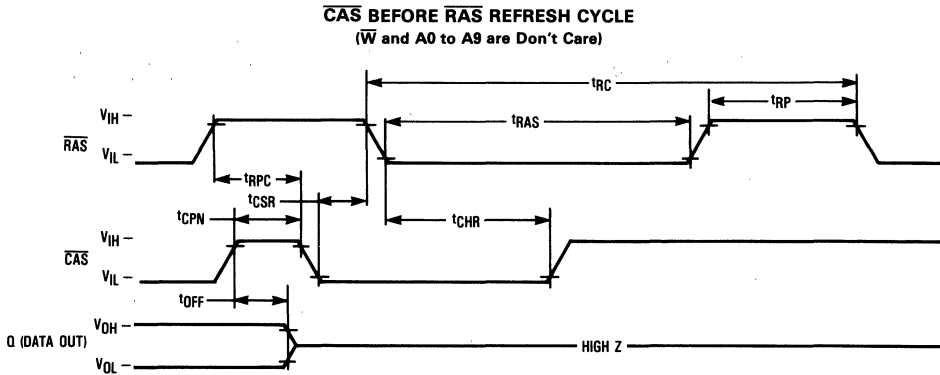 CAS BEFORE RAS REFRESH CYCLE
(W and A0 to A9 are Don't Care)
tRC
tRP
VIH
tRAS
RAS
VIL
tRPC
tCSR
tCPN
tCHR
VIH
CAS
VIL
tOFF
VOH
Q (DATA OUT)
HIGH Z
VOL